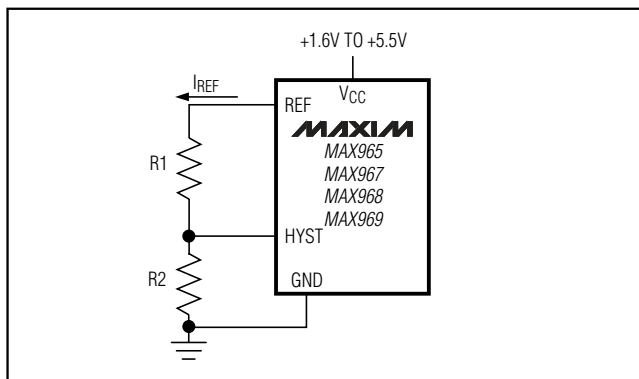 +1.6V TO +5.5V
IREF
REF
VCC
MAXIM
R1
MAX965
MAX967
MAX968
MAX969
HYST
R2
GND